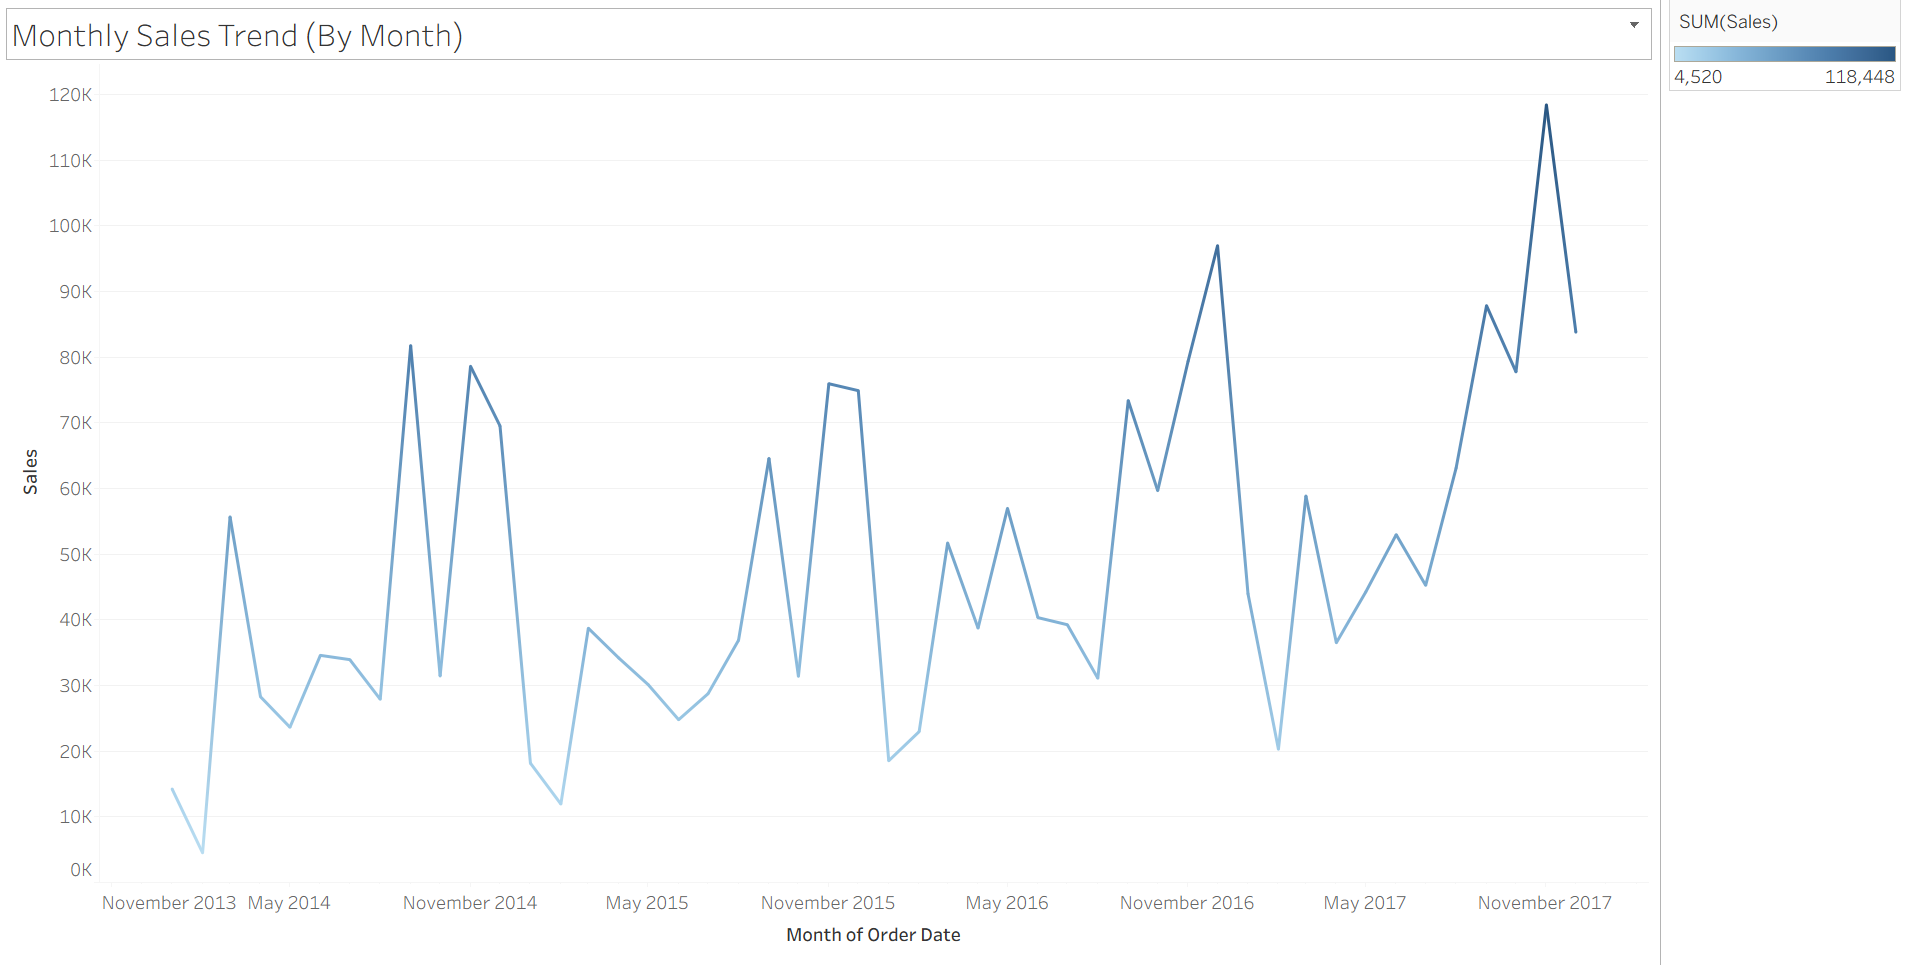 Monthly Sales Trend (By Month)
SUM(Sales)
4,520 118,448
120K
110K
100K
90K
80K
70K
60K
50K
40K
30K
20K
10K
0K
Sales
November 2013 May 2014 November 2014 May 2015 November 2015 May 2016 November 2016 May 2017 November 2017
Month of Order Date